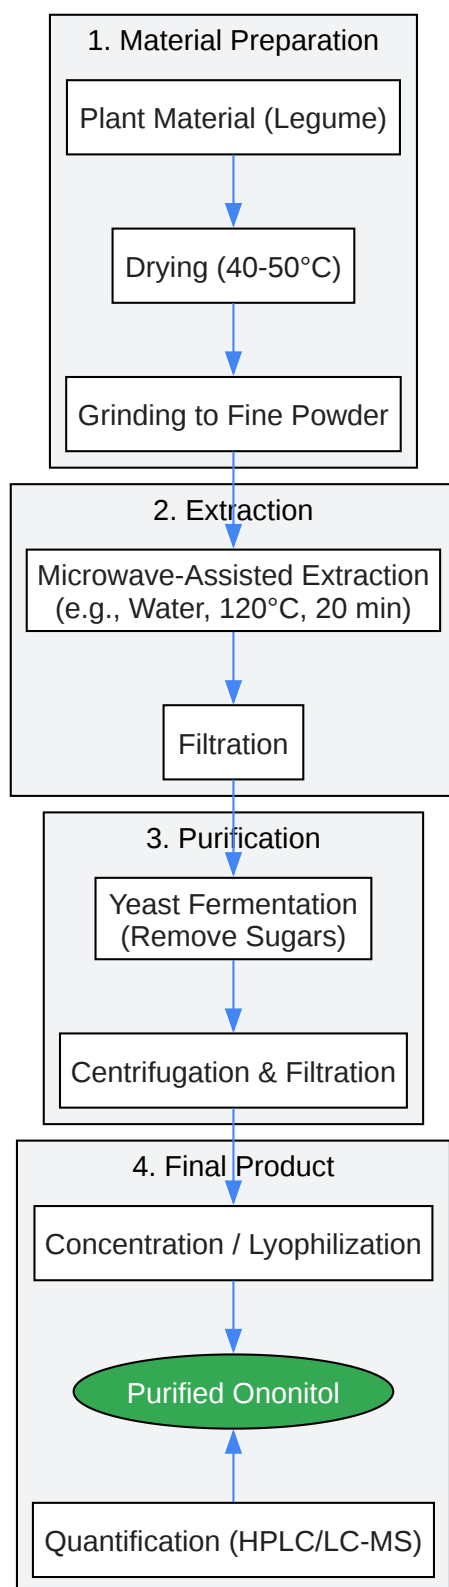 1. Material Preparation
Plant Material (Legume)
Drying (40-50°C)
Grinding to Fine Powder
2. Extraction
Microwave-Assisted Extraction
(e.g., Water, 120°C, 20 min)
Filtration
3. Purification
Yeast Fermentation
(Remove Sugars)
Centrifugation & Filtration
4. Final Product
Concentration / Lyophilization
Purified Ononitol
Quantification (HPLC/LC-MS)